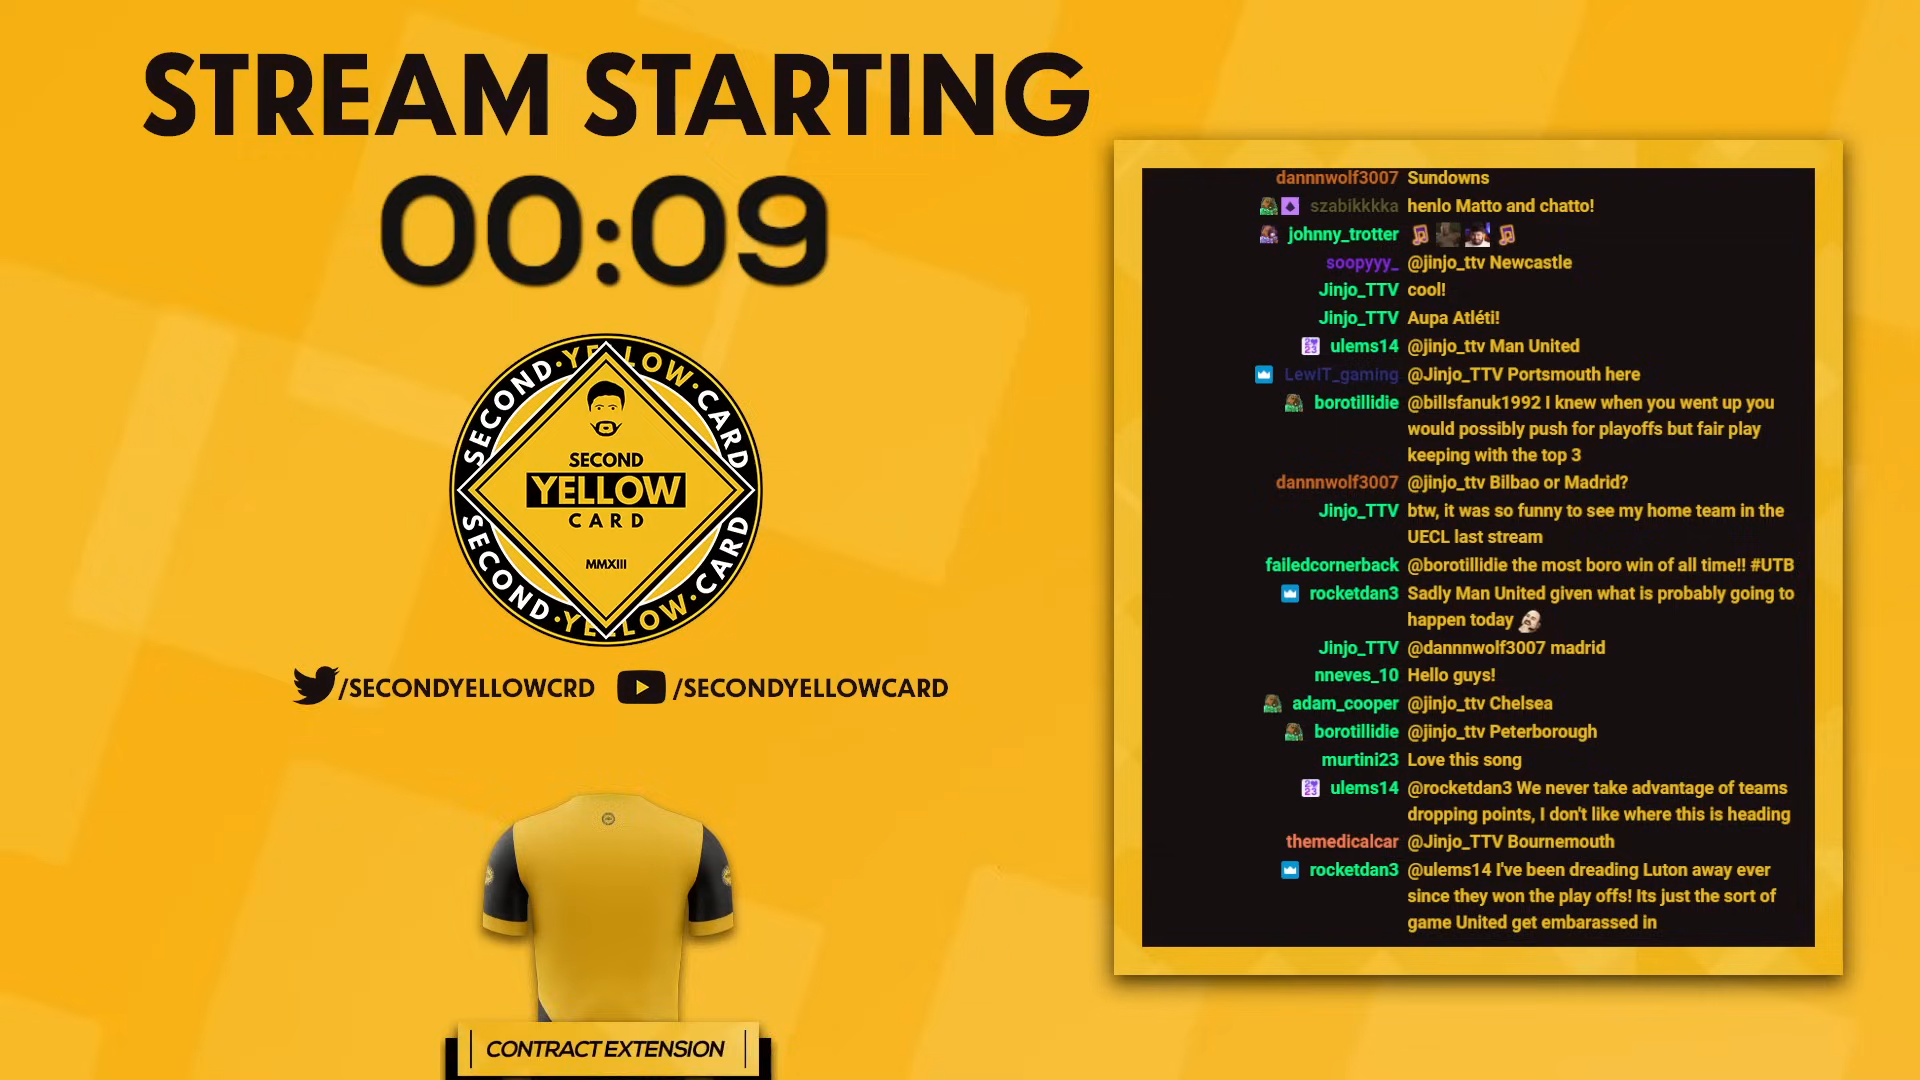 STREAM STARTING
00:09
SECOND·YELLOW·CARD
SECOND
YELLOW
CARD
MMXIII
SECOND·YELLOW·CARD
/SECONDYELLOWCRD /SECONDYELLOWCARD
CONTRACT EXTENSION
dannnwolf3007 Sundowns
szabikkkka henlo Matto and chatto!
johnny_trotter
soopyyy_ @jinjo_ttv Newcastle
Jinjo_TTV cool!
Jinjo_TTV Aupa Atléti!
ulems14 @jinjo_ttv Man United
LewIT_gaming @Jinjo_TTV Portsmouth here
borotillidie @billsfanuk1992 I knew when you went up you
would possibly push for playoffs but fair play
keeping with the top 3
dannnwolf3007 @jinjo_ttv Bilbao or Madrid?
Jinjo_TTV btw, it was so funny to see my home team in the
UECL last stream
failedcornerback @borotillidie the most boro win of all time!! #UTB
rocketdan3 Sadly Man United given what is probably going to
happen today
Jinjo_TTV @dannnwolf3007 madrid
nneves_10 Hello guys!
adam_cooper @jinjo_ttv Chelsea
borotillidie @jinjo_ttv Peterborough
murtini23 Love this song
ulems14 @rocketdan3 We never take advantage of teams
dropping points, I don't like where this is heading
themedicalcar @Jinjo_TTV Bournemouth
rocketdan3 @ulems14 I've been dreading Luton away ever
since they won the play offs! Its just the sort of
game United get embarassed in